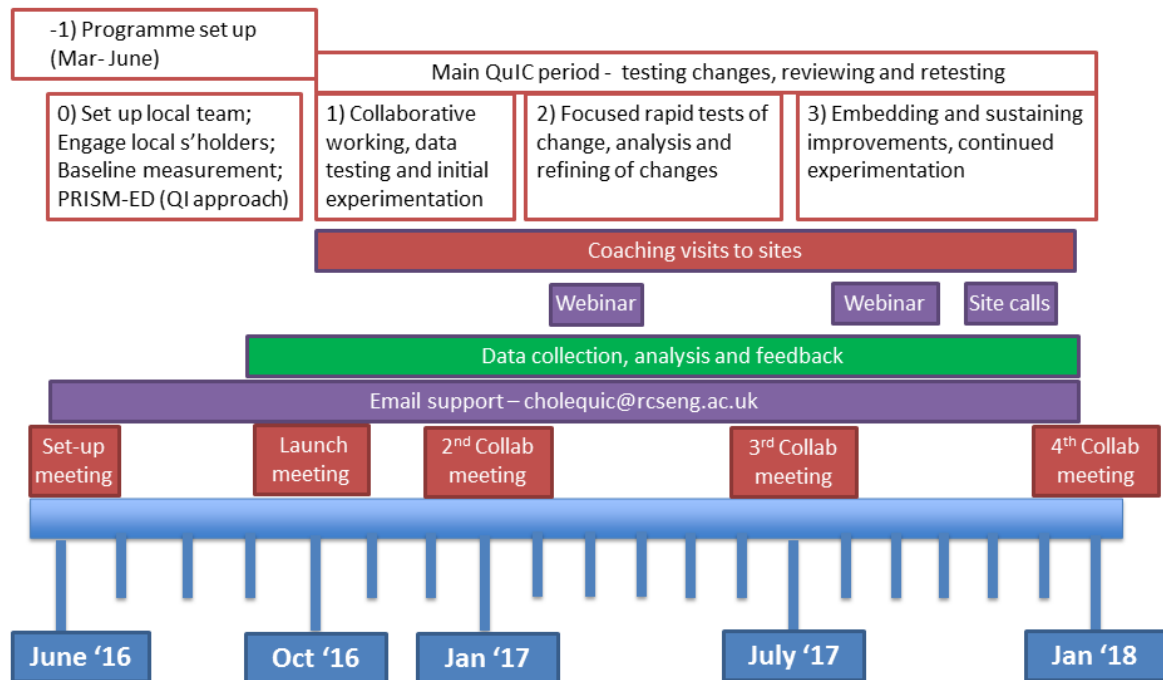 -1) Programme set up
(Mar- June)
Main QuIC period -  testing changes, reviewing and retesting
0) Set up local team;
Engage local s’holders;
Baseline measurement;
PRISM-ED (QI approach)
1) Collaborative
working, data
testing and initial
experimentation
2) Focused rapid tests of
change, analysis and
refining of changes
3) Embedding and sustaining
improvements, continued
experimentation
Coaching visits to sites
Webinar
Webinar
Site calls
Data collection, analysis and feedback
Email support – cholequic@rcseng.ac.uk
Set-up
meeting
Launch
meeting
2nd Collab
meeting
3rd Collab
meeting
4th Collab
meeting
June ‘16
Oct ‘16
Jan ‘17
July ‘17
Jan ‘18